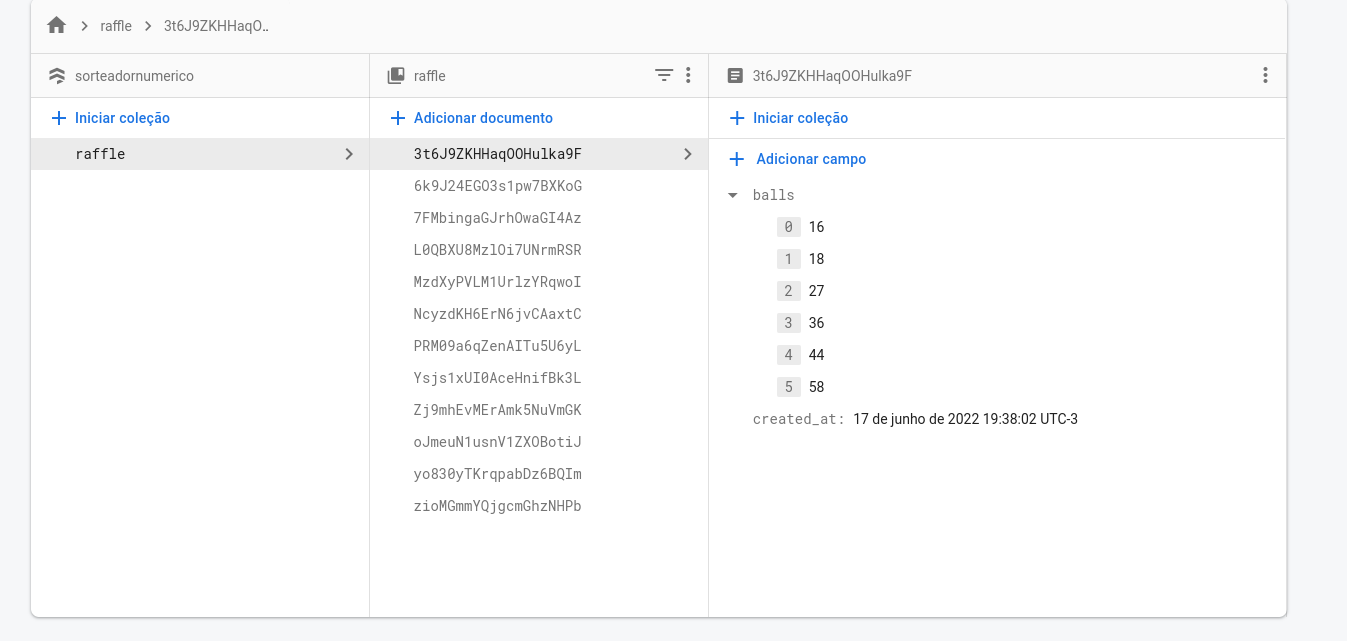 raffle
3t6J9ZKHHaqO..
sorteadornumerico
Iniciar coleção
raffle
raffle
Adicionar documento
3t6J9ZKHHaqOOHulka9F
6k9J24EGO3s1pw7BXKoG
7FMbingaGJrhOwaGI4Az
L0QBXU8MzlOi7UNrmRSR
MzdXyPVLM1UrlzYRqwoI
NcyzdKH6ErN6jvCAaxtC
PRM09a6qZenAITu5U6yL
Ysjs1xUI0AceHnifBk3L
Zj9mhEvMErAmk5NuVmGK
oJmeuN1usnV1ZXOBotiJ
yo830yTKrqpabDz6BQIm
zioMGmmYQjgcmGhzNHPb
3t6J9ZKHHaqOOHulka9F
Iniciar coleção
Adicionar campo
balls
0 16
1 18
2 27
3 36
4 44
5 58
created_at: 17 de junho de 2022 19:38:02 UTC-3